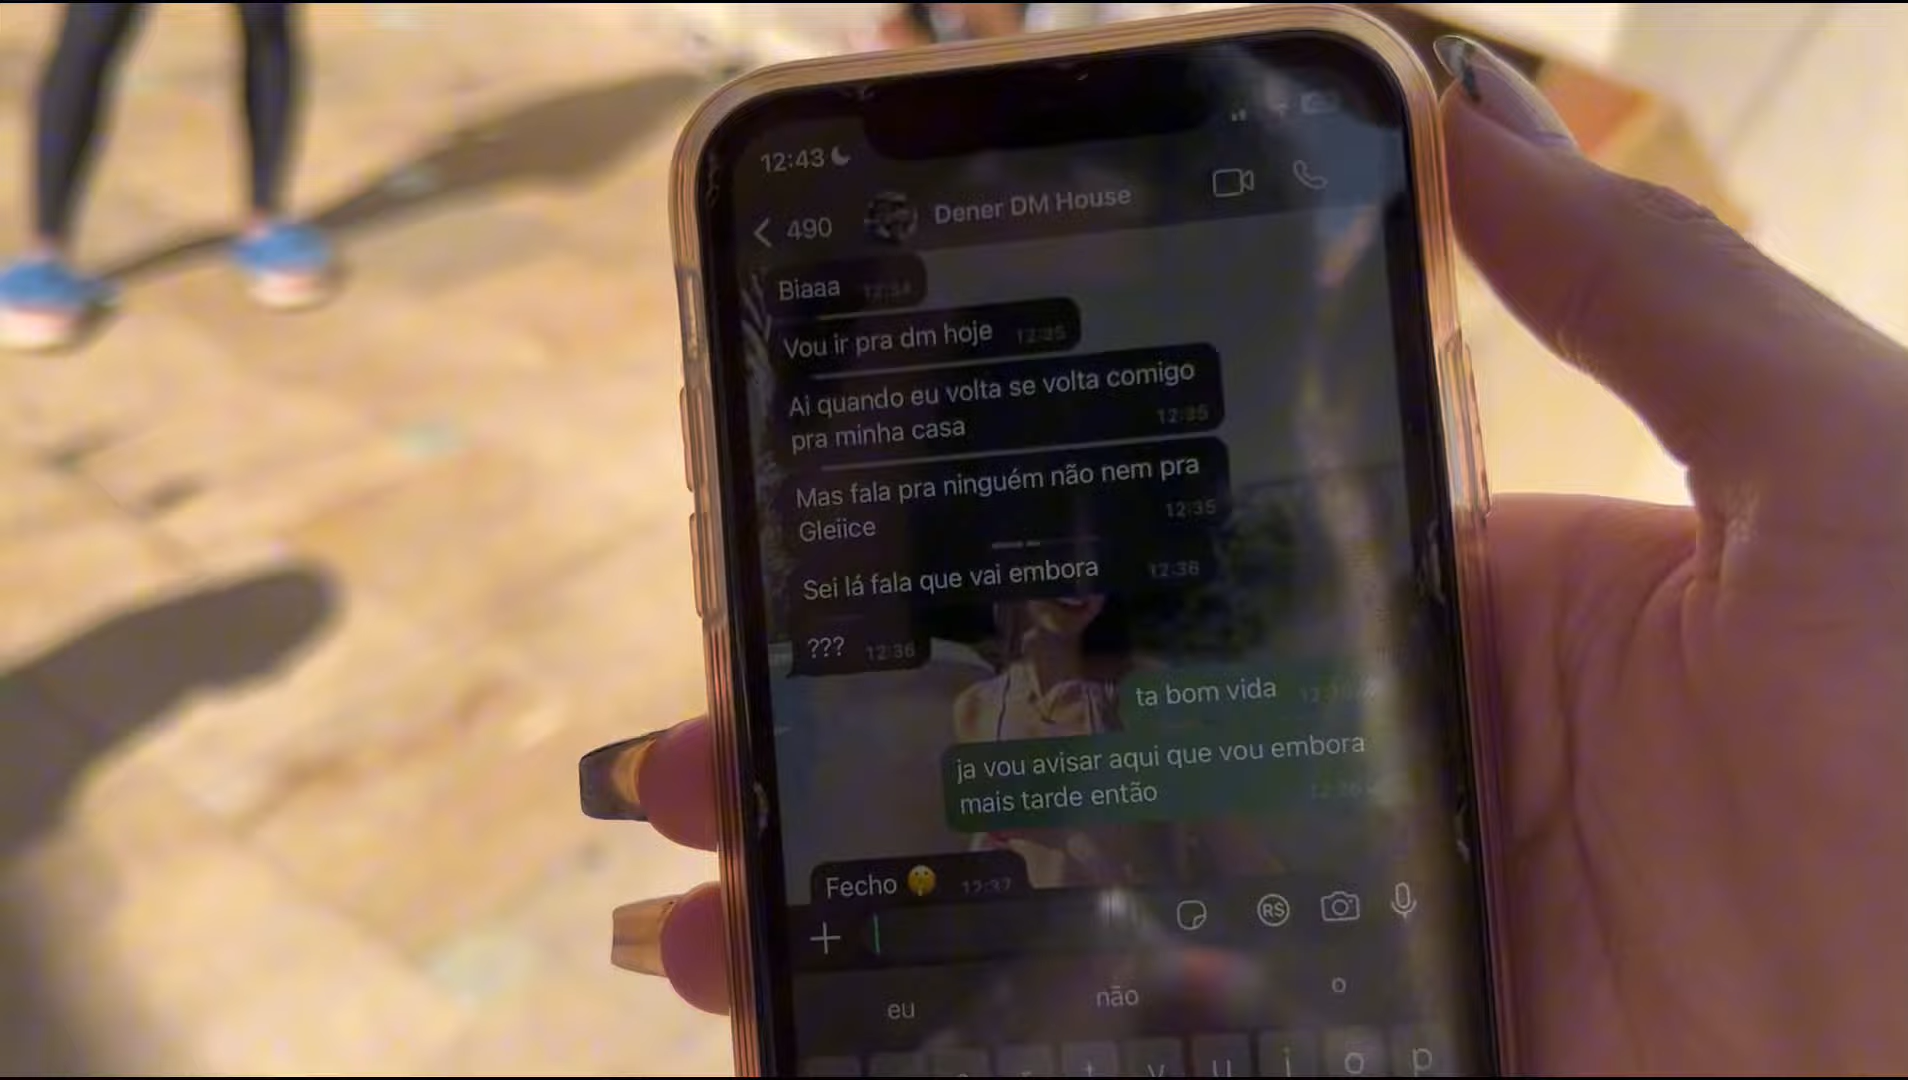 12:43
490
Dener DM House
Biaaa 12:34
Vou ir pra dm hoje 12:35
Ai quando eu volta se volta comigo
pra minha casa 12:35
Mas fala pra ninguém não nem pra
Gleiice 12:35
Sei lá fala que vai embora 12:36
??? 12:36
ta bom vida
ja vou avisar aqui que vou embora
mais tarde então
Fecho 🤫 12:37
R$
eu não o
t y u i o p